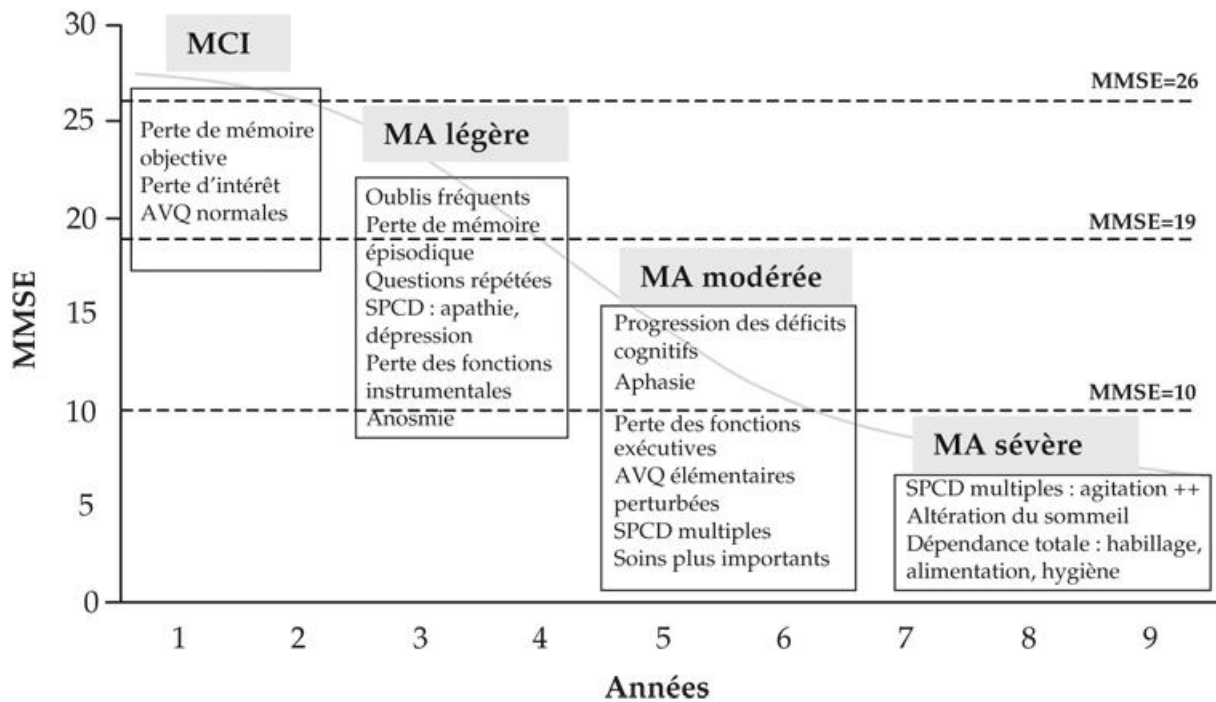 30
MCI
MMSE=26
25
Perte de mémoire
objective
Perte d'intérêt
AVQ normales
MA légère
20
Oublis fréquents
Perte de mémoire
épisodique
Questions répétées
SPCD : apathie,
dépression
Perte des fonctions
instrumentales
Anosmie
MMSE=19
MA modérée
15
Progression des déficits
cognitifs
Aphasie
Perte des fonctions
exécutives
AVQ élémentaires
perturbées
SPCD multiples
Soins plus importants
MMSE
10
MMSE=10
MA sévère
SPCD multiples : agitation ++
Altération du sommeil
Dépendance totale : habillage,
alimentation, hygiène
5
0
1 2 3 4 5 6 7 8 9
Années